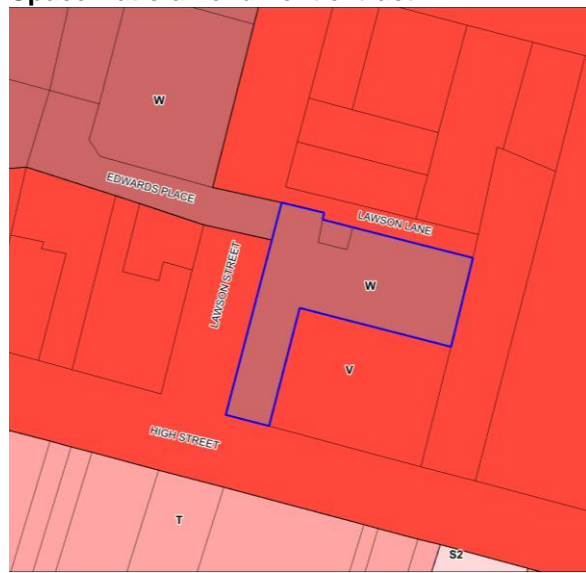 W
EDWARDS PLACE
LAWSON LANE
LAWSON STREET
W
V
HIGH STREET
T
S2